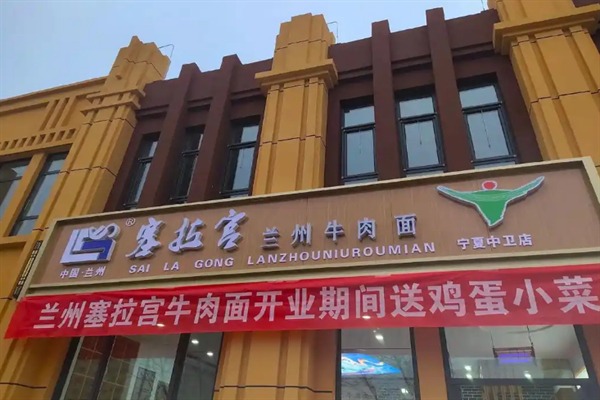 塞拉宫 兰州牛肉面
®
中国·兰州
SAI LA GONG LANZHOUNIUROUMIAN
宁夏中卫店
兰州塞拉宫牛肉面开业期间送鸡蛋小菜